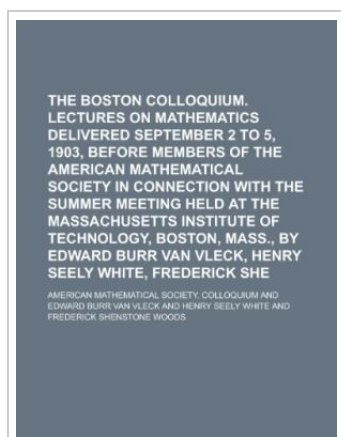 THE BOSTON COLLOQUIUM.
LECTURES ON MATHEMATICS
DELIVERED SEPTEMBER 2 TO 5,
1903, BEFORE MEMBERS OF THE
AMERICAN MATHEMATICAL
SOCIETY IN CONNECTION WITH THE
SUMMER MEETING HELD AT THE
MASSACHUSETTS INSTITUTE OF
TECHNOLOGY, BOSTON, MASS., BY
EDWARD BURR VAN VLECK, HENRY
SEELY WHITE, FREDERICK SHE
AMERICAN MATHEMATICAL SOCIETY. COLLOQUIUM AND
EDWARD BURR VAN VLECK AND HENRY SEELY WHITE AND
FREDERICK SHENSTONE WOODS